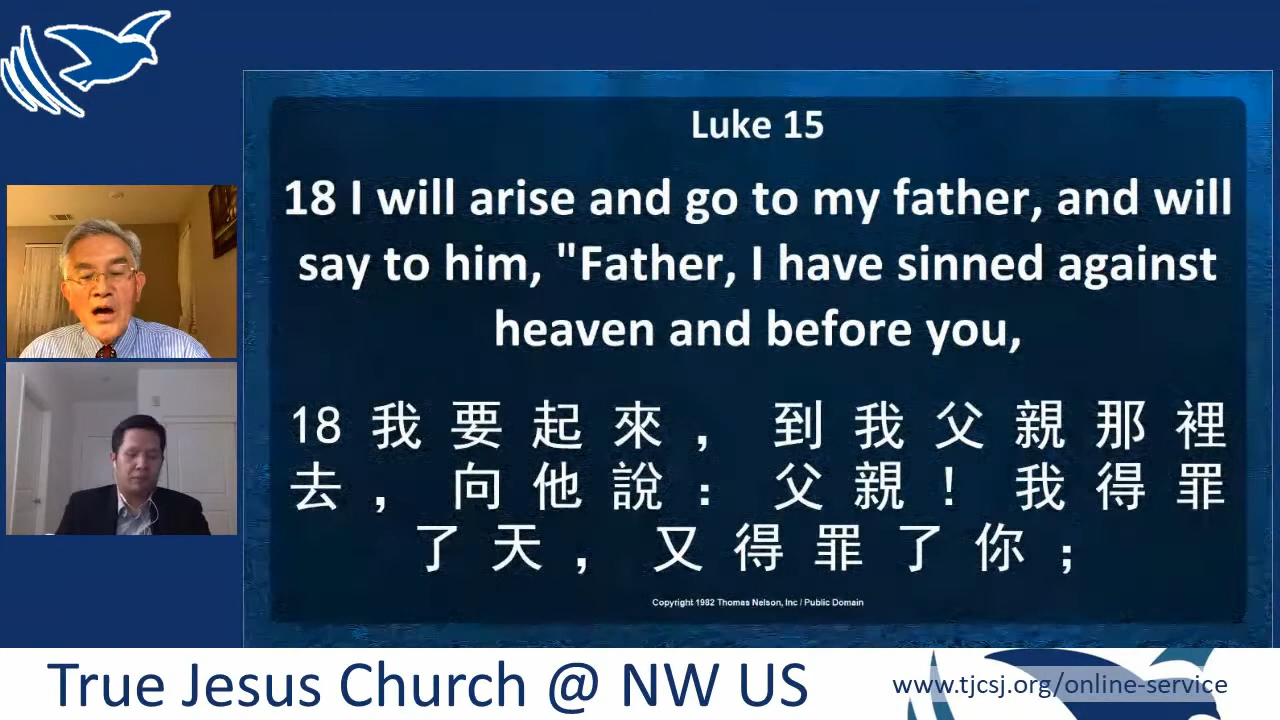 Luke 15
18 I will arise and go to my father, and will
say to him, "Father, I have sinned against
heaven and before you,
18 我要起來，到我父親那裡
去，向他說：父親！我得罪
了天，又得罪了你；
Copyright 1982 Thomas Nelson, Inc / Public Domain
True Jesus Church @ NW US
www.tjcsj.org/online-service